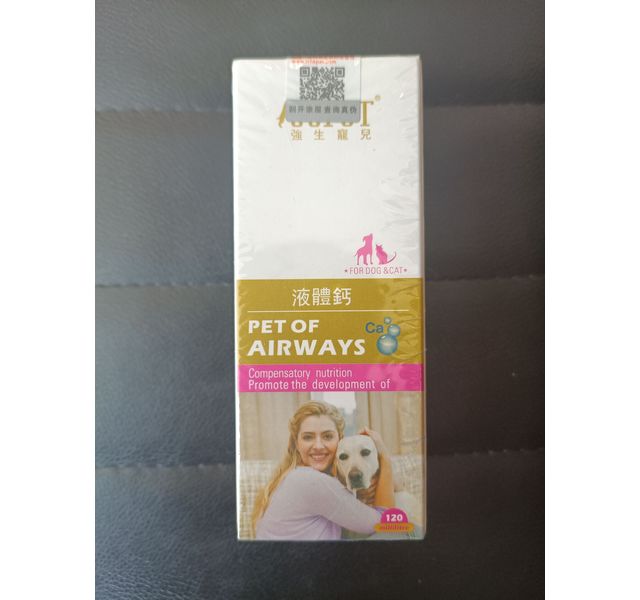 刮开涂层查询真伪
強生寵兒
FOR DOG & CAT
液體鈣
PET OF
AIRWAYS
Ca
Compensatory nutrition
Promote the development of
120